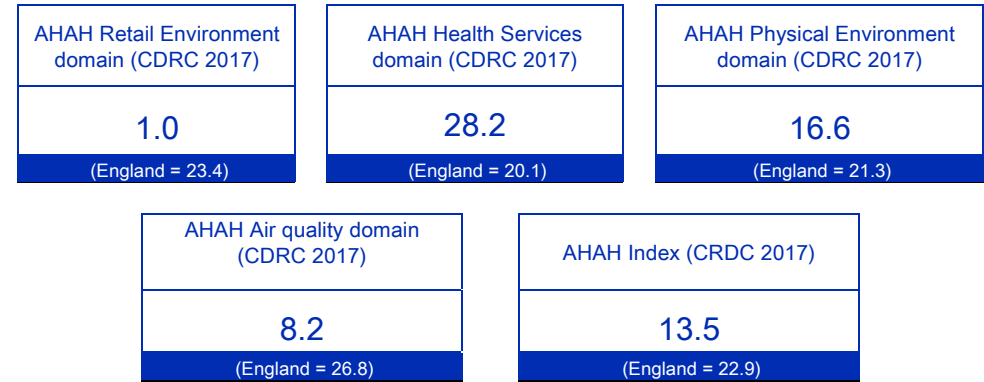 AHAH Retail Environment
domain (CDRC 2017)
1.0
(England = 23.4)
AHAH Health Services
domain (CDRC 2017)
28.2
(England = 20.1)
AHAH Physical Environment
domain (CDRC 2017)
16.6
(England = 21.3)
AHAH Air quality domain
(CDRC 2017)
8.2
(England = 26.8)
AHAH Index (CRDC 2017)
13.5
(England = 22.9)